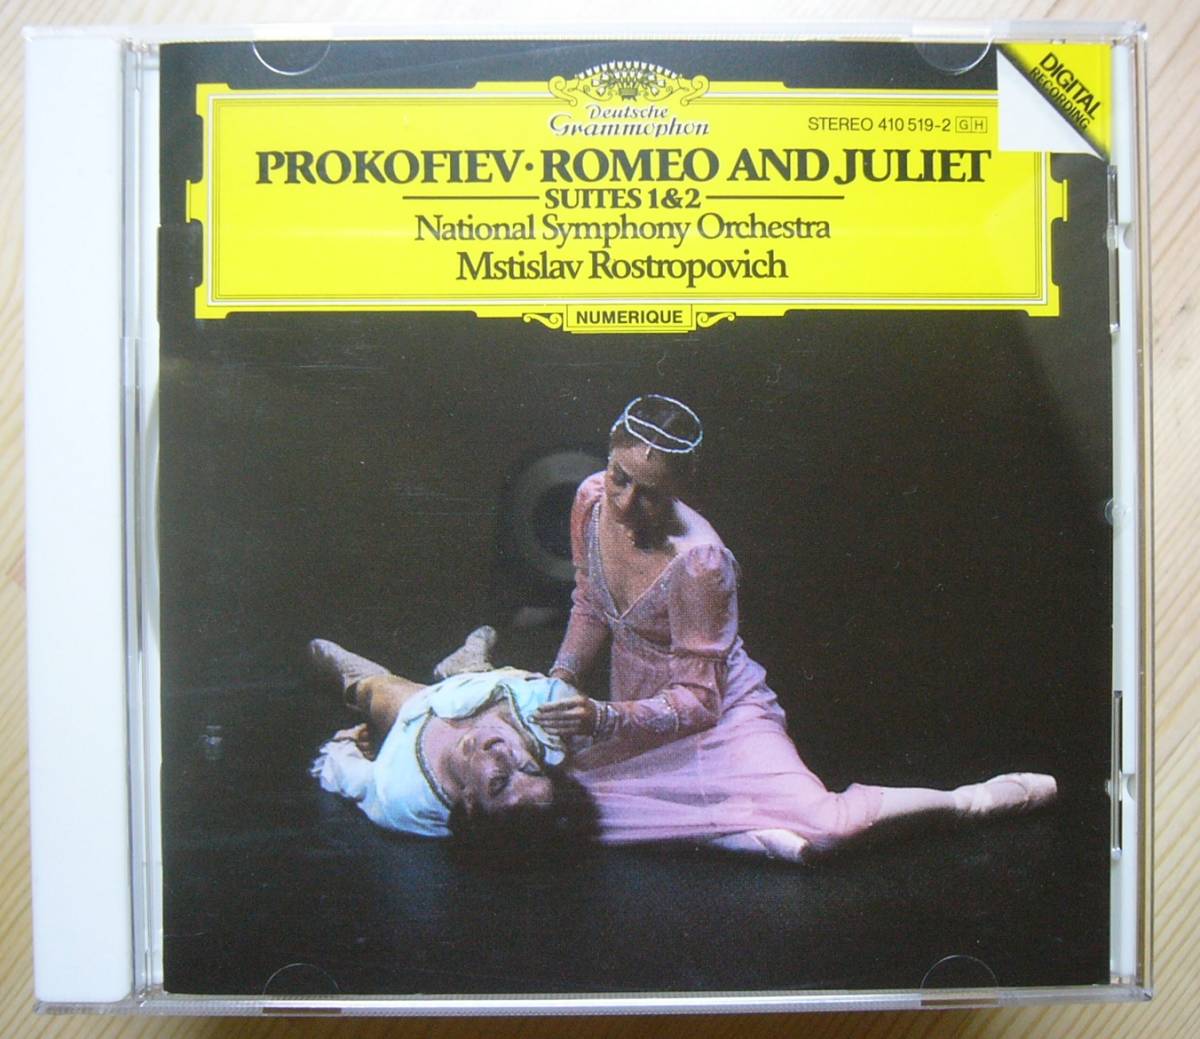 DIGITAL
RECORDING
Deutsche
Grammophon
STEREO 410 519-2 GH
PROKOFIEV·ROMEO AND JULIET
SUITES 1&2
National Symphony Orchestra
Mstislav Rostropovich
NUMERIQUE